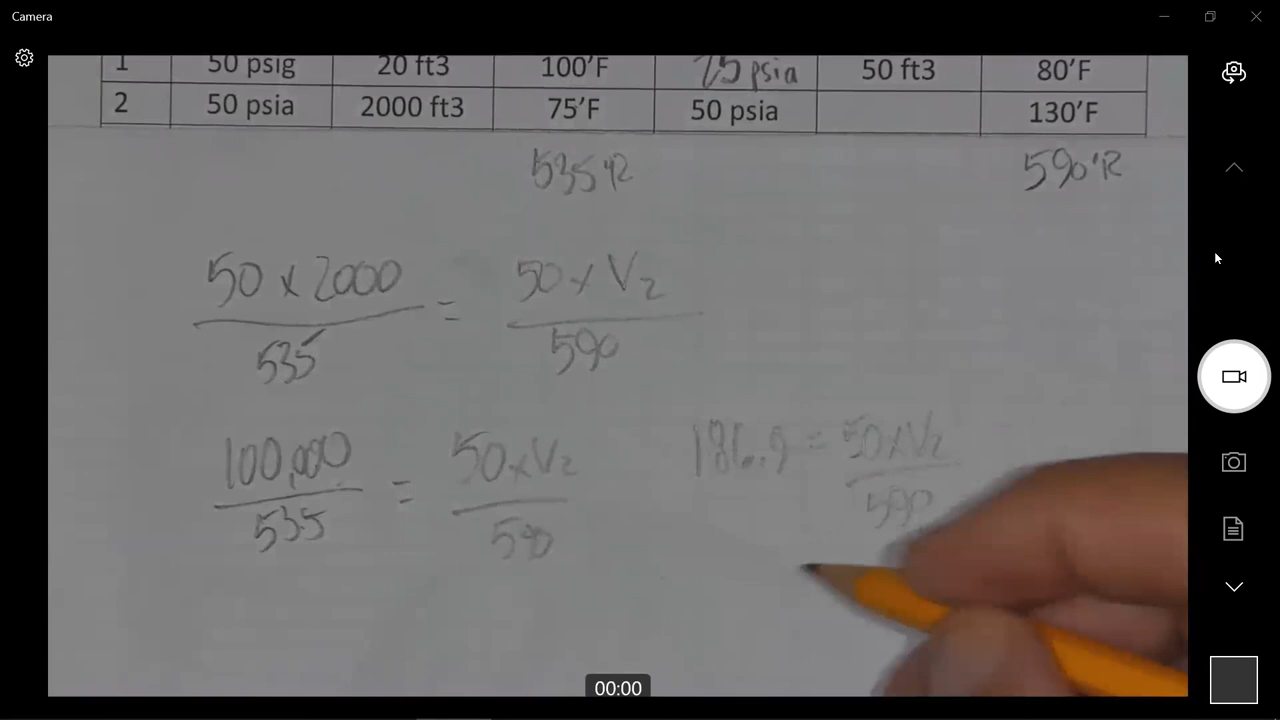 Camera
1 50 psig 20 ft3 100'F 25 psia 50 ft3 80'F
2 50 psia 2000 ft3 75'F 50 psia 130'F
535°R 590°R
50 x 2000 = 50 x V2
535 590
100,000 = 50 x V2 186.9 = 50 x V2
535 590 590
00:00